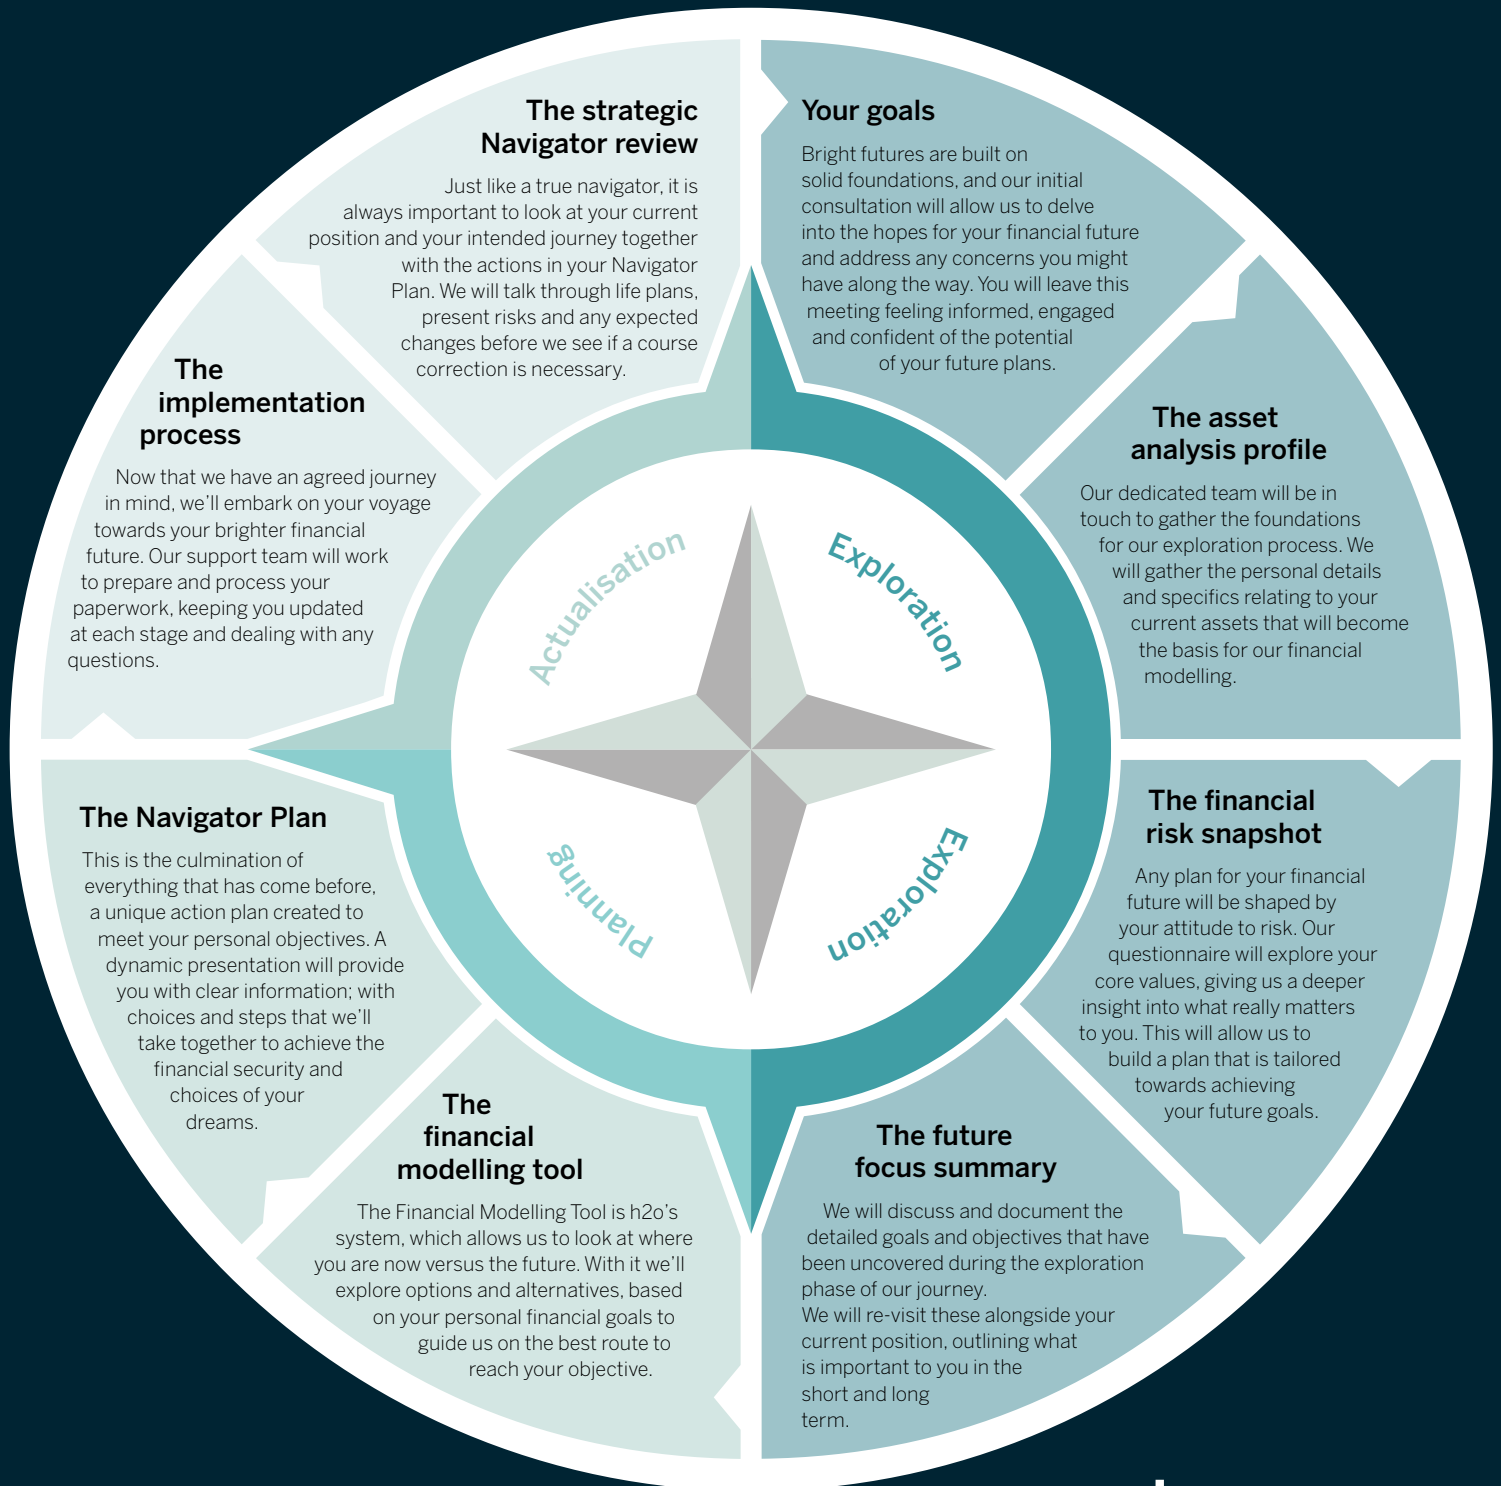 The strategic
Navigator review
Just like a true navigator, it is
always important to look at your current
position and your intended journey together
with the actions in your Navigator
Plan. We will talk through life plans,
present risks and any expected
changes before we see if a course
correction is necessary.
Your goals
Bright futures are built on
solid foundations, and our initial
consultation will allow us to delve
into the hopes for your financial future
and address any concerns you might
have along the way. You will leave this
meeting feeling informed, engaged
and confident of the potential
of your future plans.
The asset
analysis profile
Our dedicated team will be in
touch to gather the foundations
for our exploration process. We
will gather the personal details
and specifics relating to your
current assets that will become
the basis for our financial
modelling.
The financial
risk snapshot
Any plan for your financial
future will be shaped by
your attitude to risk. Our
questionnaire will explore your
core values, giving us a deeper
insight into what really matters
to you. This will allow us to
build a plan that is tailored
towards achieving
your future goals.
The future
focus summary
We will discuss and document the
detailed goals and objectives that have
been uncovered during the exploration
phase of our journey.
We will re-visit these alongside your
current position, outlining what
is important to you in the
short and long
term.
The
financial
modelling tool
The Financial Modelling Tool is h2o’s
system, which allows us to look at where
you are now versus the future. With it we’ll
explore options and alternatives, based
on your personal financial goals to
guide us on the best route to
reach your objective.
The Navigator Plan
This is the culmination of
everything that has come before,
a unique action plan created to
meet your personal objectives. A
dynamic presentation will provide
you with clear information; with
choices and steps that we’ll
take together to achieve the
financial security and
choices of your
dreams.
The
implementation
process
Now that we have an agreed journey
in mind, we’ll embark on your voyage
towards your brighter financial
future. Our support team will work
to prepare and process your
paperwork, keeping you updated
at each stage and dealing with any
questions.
Actualisation
Exploration
Exploration
Planning